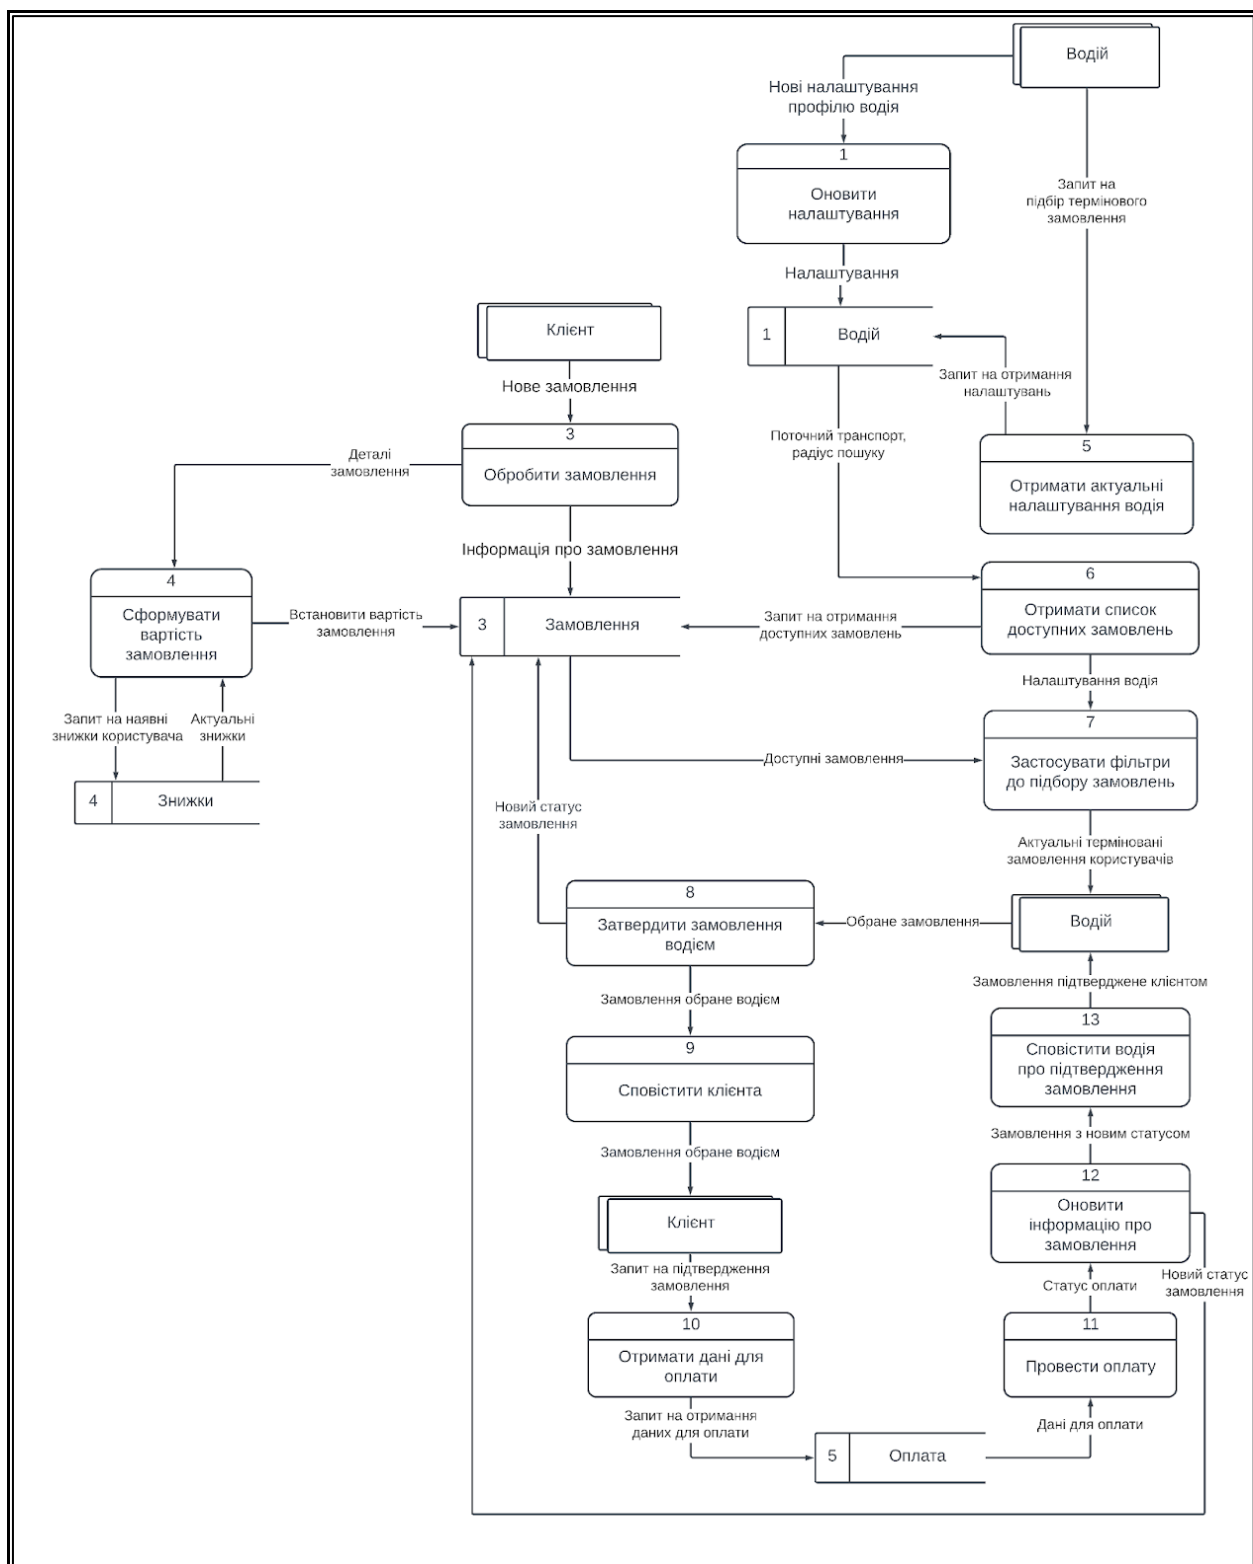 Водій
Нові налаштування
профілю водія
1
Оновити
налаштування
Запит на
підбір термінового
замовлення
Налаштування
Клієнт
1
Водій
Запит на отримання
налаштувань
Нове замовлення
3
Обробити замовлення
Деталі
замовлення
Поточний транспорт,
радіус пошуку
5
Отримати актуальні
налаштування водія
Інформація про замовлення
4
Сформувати
вартість
замовлення
Встановити вартість
замовлення
3
Замовлення
Запит на отримання
доступних замовлень
6
Отримати список
доступних замовлень
Налаштування водія
Запит на наявні
знижки користувача
Актуальні
знижки
7
Застосувати фільтри
до підбору замовлень
Доступні замовлення
4
Знижки
Новий статус
замовлення
Актуальні терміновані
замовлення користувачів
8
Затвердити замовлення
водієм
Обране замовлення
Водій
Замовлення підтверджене клієнтом
Замовлення обране водієм
13
Сповістити водія
про підтвердження
замовлення
9
Сповістити клієнта
Замовлення з новим статусом
Замовлення обране водієм
12
Оновити
інформацію про
замовлення
Клієнт
Запит на підтвердження
замовлення
Новий статус
замовлення
Статус оплати
10
Отримати дані для
оплати
11
Провести оплату
Запит на отримання
даних для оплати
Дані для оплати
5
Оплата